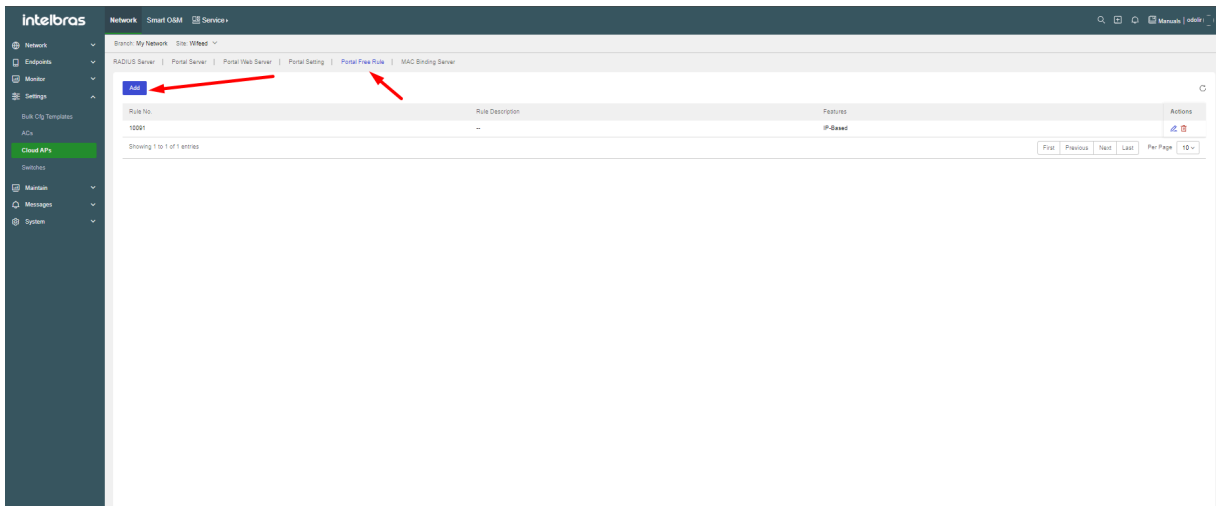 intelbras
Network Smart O&M Service
Manuals | odolir
Network
Endpoints
Monitor
Settings
Bulk Cfg Templates
ACs
Cloud APs
Switches
Maintain
Messages
System
Branch: My Network Site: Wifeed
RADIUS Server | Portal Server | Portal Web Server | Portal Setting | Portal Free Rule | MAC Binding Server
Add
Rule No. Rule Description Features Actions
10091 -- IP-Based
Showing 1 to 1 of 1 entries First Previous Next Last Per Page 10